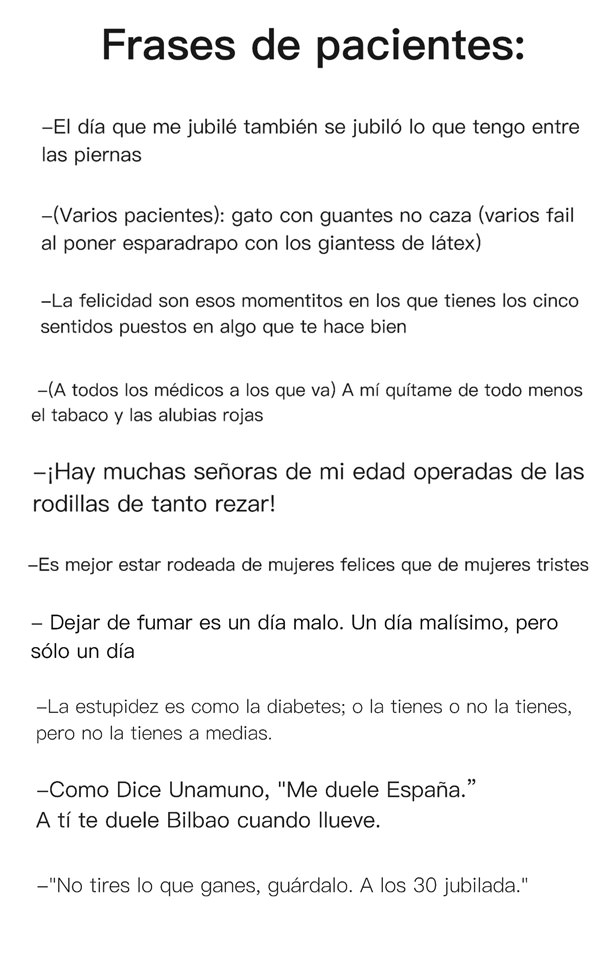 Frases de pacientes:
–El día que me jubilé también se jubiló lo que tengo entre
las piernas
–(Varios pacientes): gato con guantes no caza (varios fail
al poner esparadrapo con los giantess de látex)
–La felicidad son esos momentitos en los que tienes los cinco
sentidos puestos en algo que te hace bien
–(A todos los médicos a los que va) A mí quítame de todo menos
el tabaco y las alubias rojas
–¡Hay muchas señoras de mi edad operadas de las
rodillas de tanto rezar!
–Es mejor estar rodeada de mujeres felices que de mujeres tristes
– Dejar de fumar es un día malo. Un día malísimo, pero
sólo un día
–La estupidez es como la diabetes; o la tienes o no la tienes,
pero no la tienes a medias.
–Como Dice Unamuno, "Me duele España.”
A tí te duele Bilbao cuando llueve.
–"No tires lo que ganes, guárdalo. A los 30 jubilada."